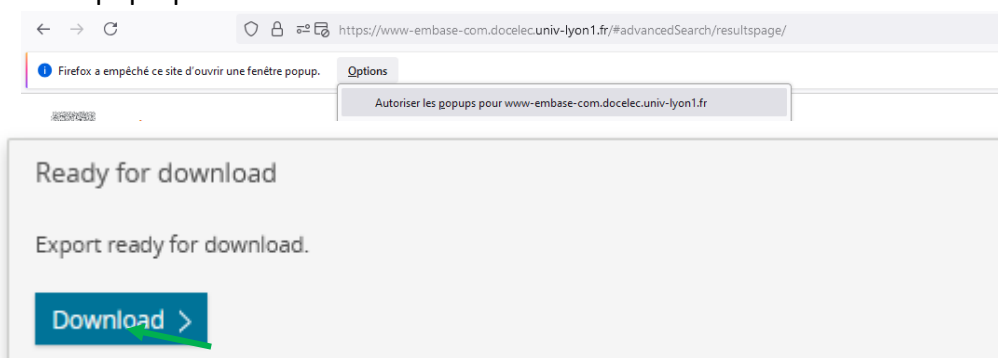 https://www-embase-com.docelec.univ-lyon1.fr/#advancedSearch/resultspage/
Firefox a empêché ce site d'ouvrir une fenêtre popup. Options
Autoriser les popups pour www-embase-com.docelec.univ-lyon1.fr
Ready for download
Export ready for download.
Download >